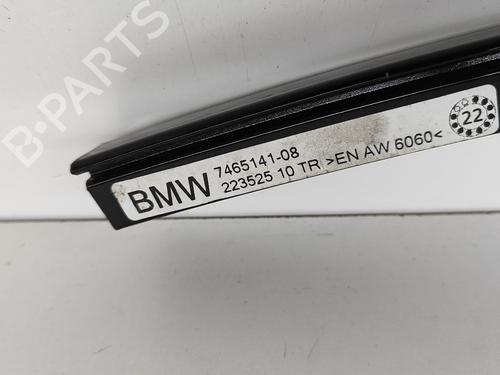 B-PARTS
BMW 7465141-08
223525 10 TR >EN AW 6060<
22